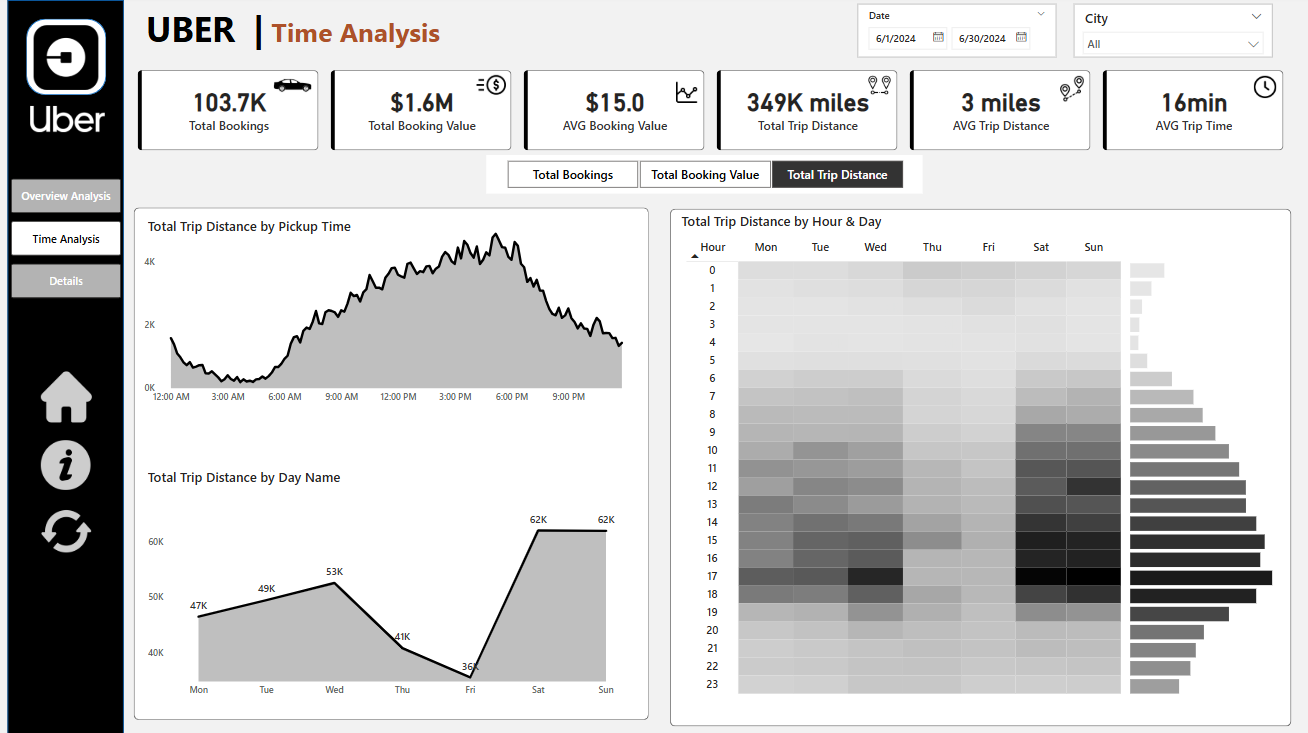 Uber
Overview Analysis
Time Analysis
Details
UBER | Time Analysis
Date
6/1/2024 6/30/2024
City
All
103.7K
Total Bookings
$1.6M
Total Booking Value
$15.0
AVG Booking Value
349K miles
Total Trip Distance
3 miles
AVG Trip Distance
16min
AVG Trip Time
Total Bookings Total Booking Value Total Trip Distance
Total Trip Distance by Pickup Time
4K
2K
0K
12:00 AM 3:00 AM 6:00 AM 9:00 AM 12:00 PM 3:00 PM 6:00 PM 9:00 PM
Total Trip Distance by Day Name
60K
50K
40K
47K 49K 53K 41K 36K 62K 62K
Mon Tue Wed Thu Fri Sat Sun
Total Trip Distance by Hour & Day
Hour Mon Tue Wed Thu Fri Sat Sun
0
1
2
3
4
5
6
7
8
9
10
11
12
13
14
15
16
17
18
19
20
21
22
23